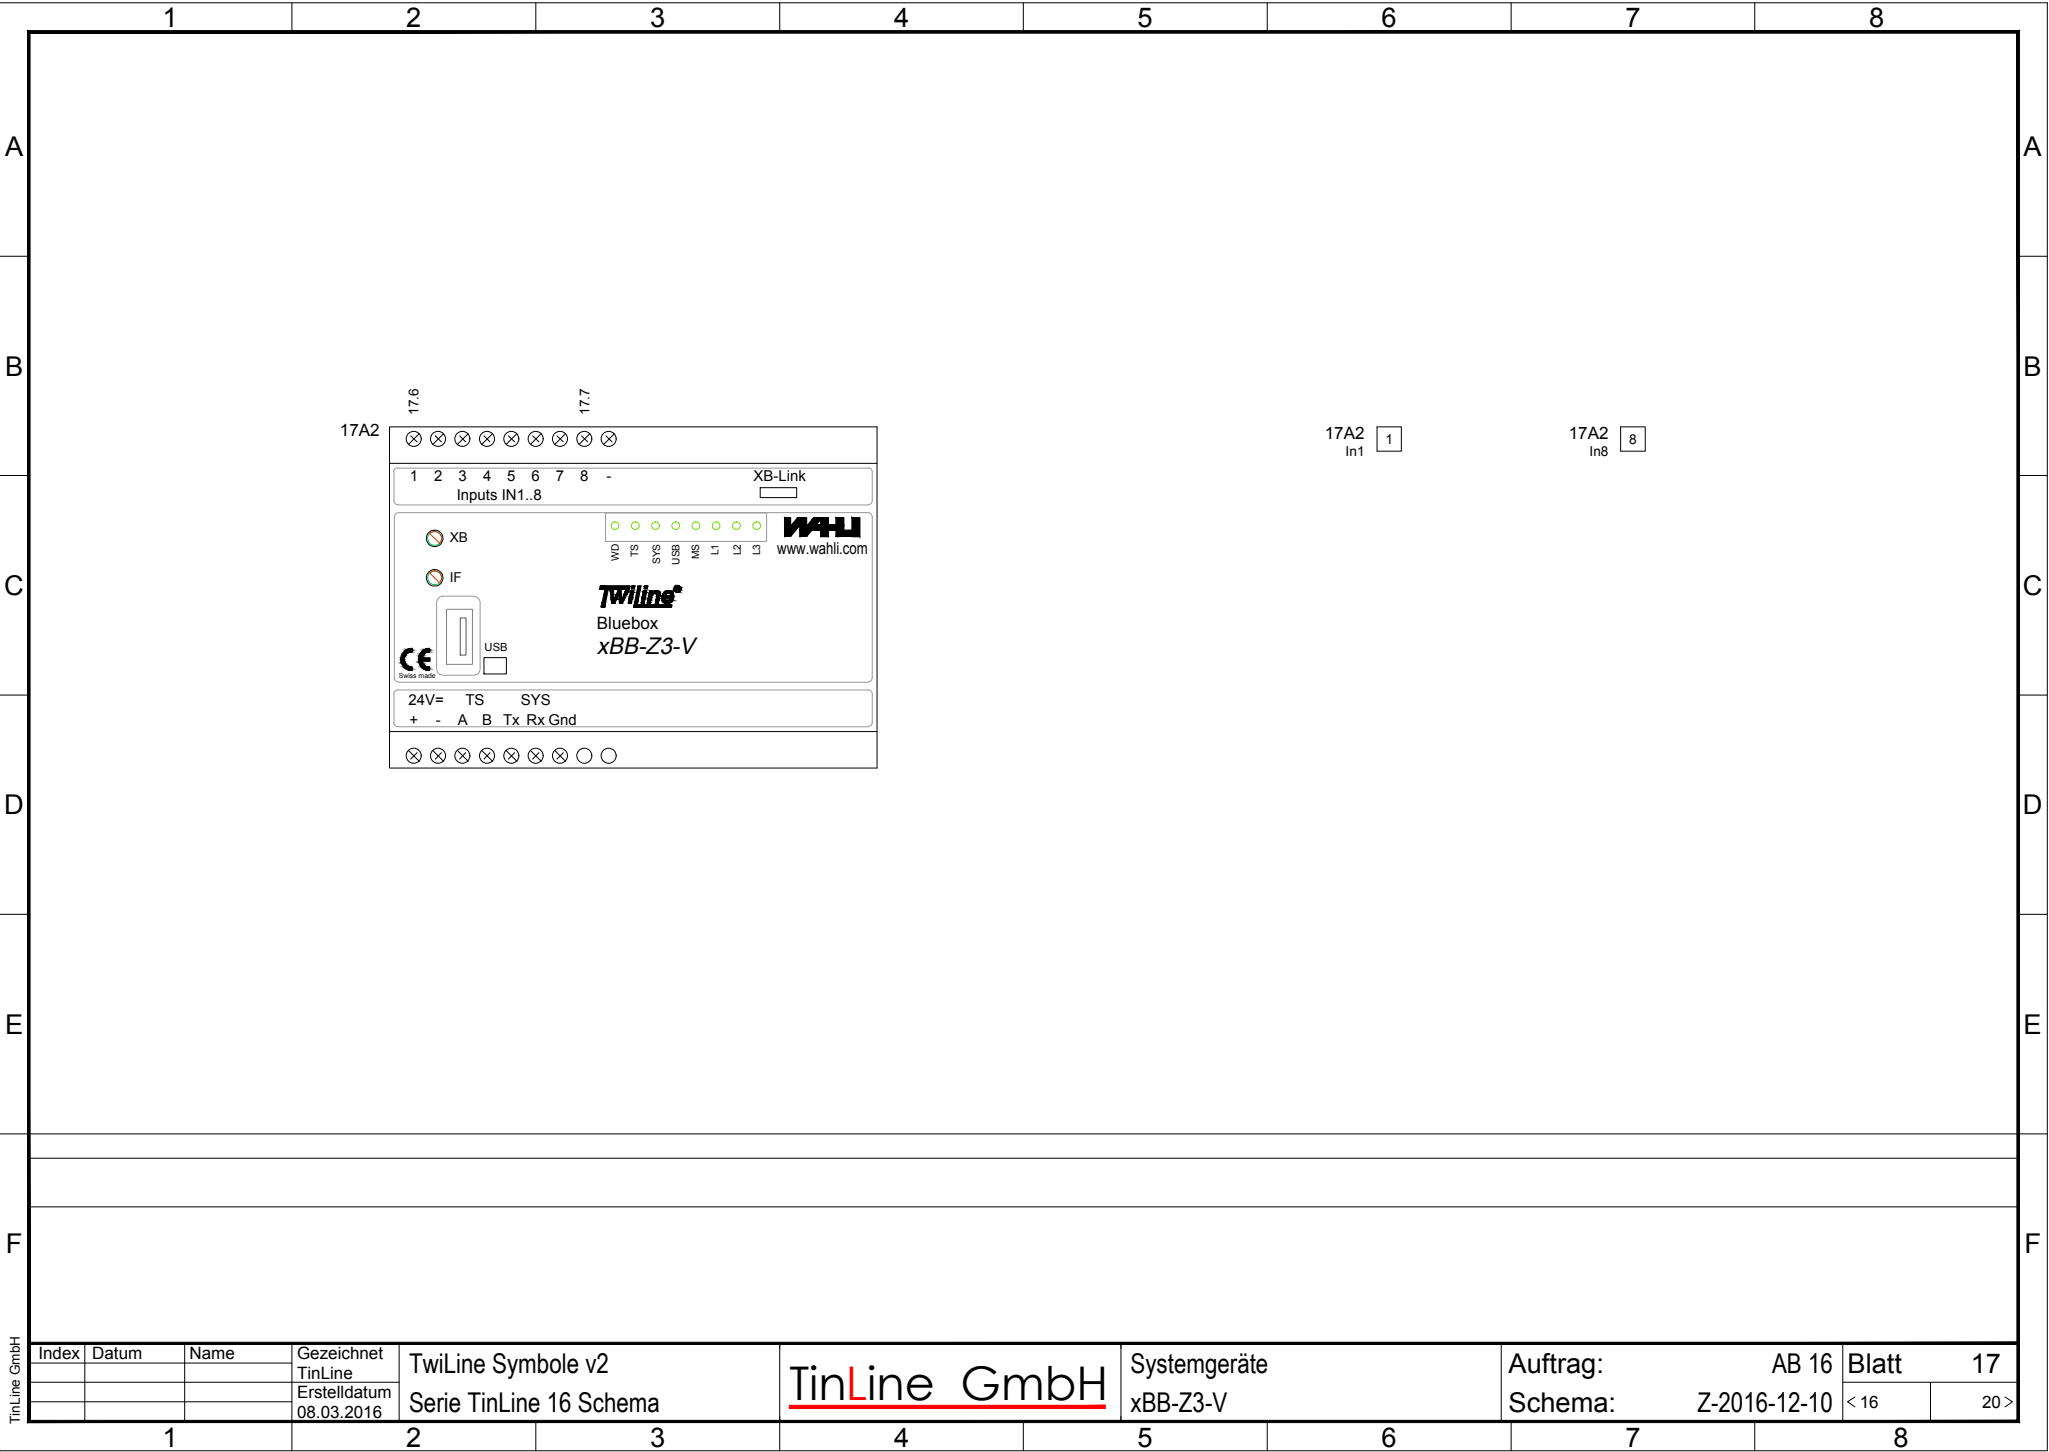 1 2 3 4 5 6 7 8
A A
B B
17.6 17.7
17A2
17A2 1
In1
17A2 8
In8
1 2 3 4 5 6 7 8 -
XB-Link
Inputs IN1..8
XB
WAHLI
www.wahli.com
WD TS SYS USB MS L1 L2 L3
IF
C C
Twiline®
Bluebox
xBB-Z3-V
USB
CE
Swiss made
24V= TS SYS
+ - A B Tx Rx Gnd
D D
E E
F F
TinLine GmbH
Index Datum Name
Gezeichnet
TinLine
Erstelldatum
08.03.2016
TwiLine Symbole v2
Serie TinLine 16 Schema
TinLine GmbH
Systemgeräte
xBB-Z3-V
Auftrag: AB 16
Schema: Z-2016-12-10
Blatt 17
< 16 20 >
1 2 3 4 5 6 7 8